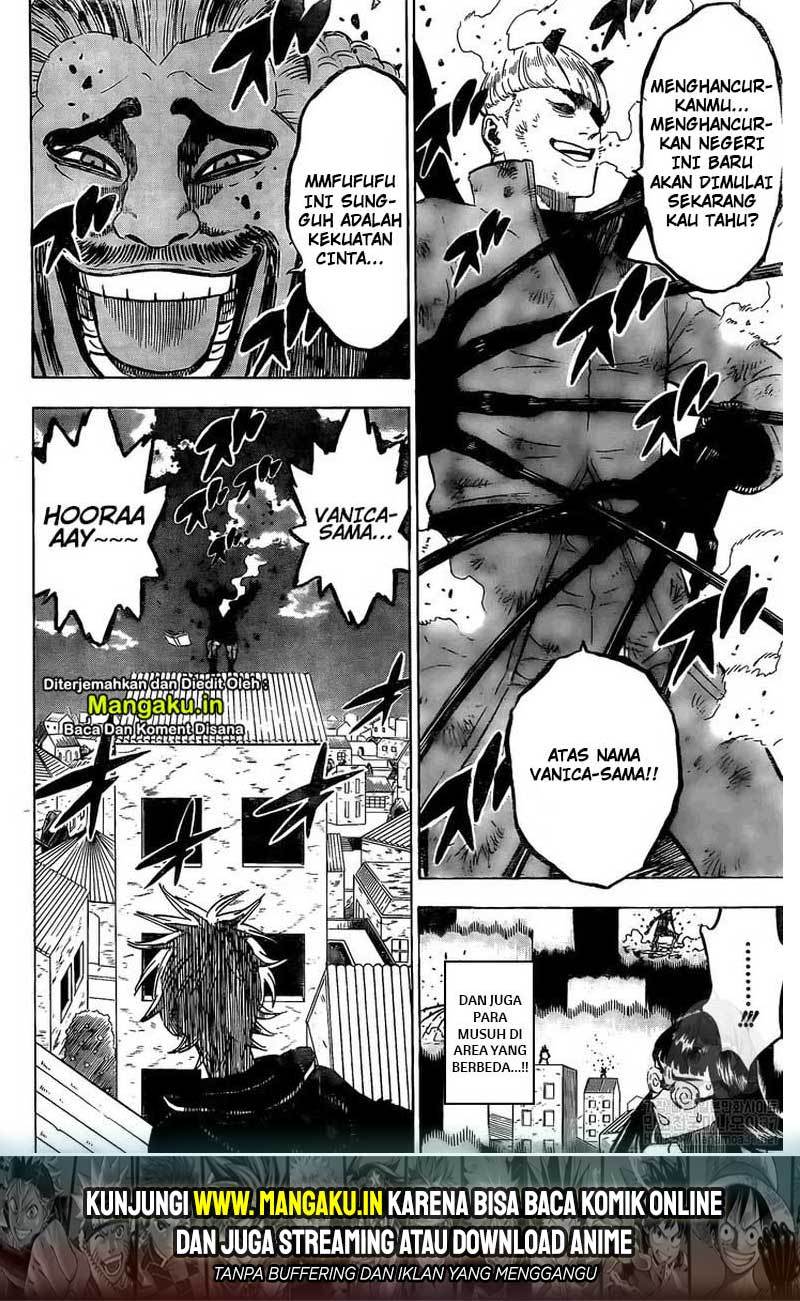 MENGHANCUR-
KANMU...
MENGHANCUR-
KAN NEGERI
INI BARU
AKAN DIMULAI
SEKARANG
KAU TAHU?
MMFUFUFU
INI SUNG-
GUH ADALAH
KEKUATAN
CINTA...
ATAS NAMA
VANICA-SAMA!!
VANICA-
SAMA...
HOORAA
AAY~~~
Diterjemahkan dan Diedit Oleh :
Mangaku.in
Baca Dan Koment Disana
.........!!!
DAN JUGA
PARA
MUSUH DI
AREA YANG
BERBEDA...!!
KUNJUNGI WWW. MANGAKU.IN KARENA BISA BACA KOMIK ONLINE
DAN JUGA STREAMING ATAU DOWNLOAD ANIME
TANPA BUFFERING DAN IKLAN YANG MENGGANGU